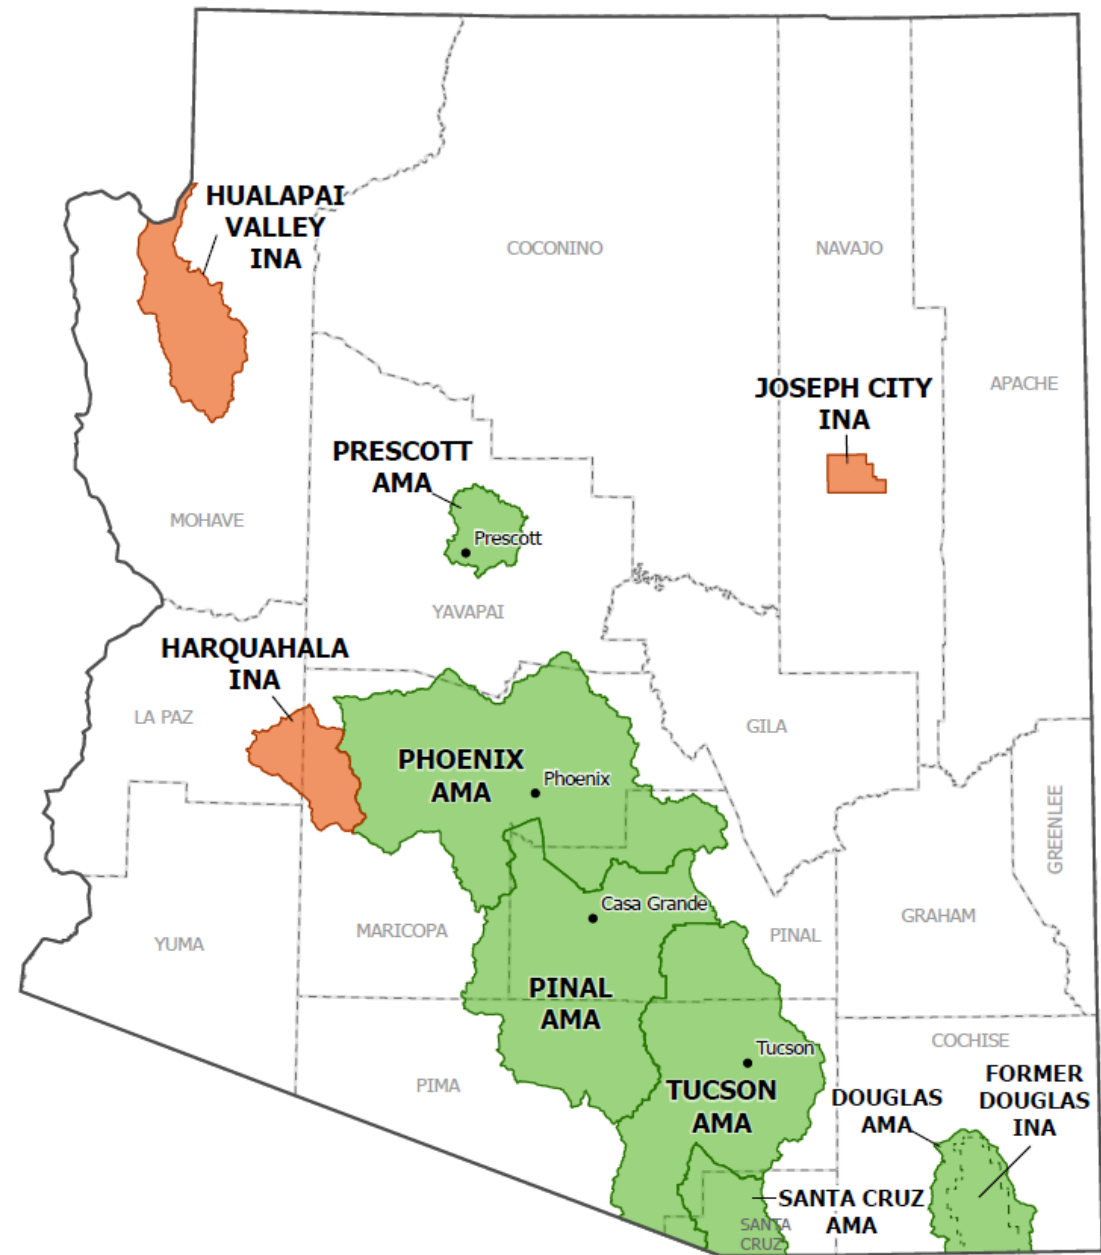 HUALAPAI
VALLEY
INA
COCONINO
NAVAJO
APACHE
JOSEPH CITY
INA
PRESCOTT
AMA
Prescott
MOHAVE
YAVAPAI
HARQUAHALA
INA
LA PAZ
GILA
PHOENIX
AMA
Phoenix
GREENLEE
Casa Grande
MARICOPA
YUMA
PINAL
GRAHAM
PINAL
AMA
COCHISE
Tucson
PIMA
TUCSON
AMA
DOUGLAS
AMA
FORMER
DOUGLAS
INA
SANTA CRUZ
AMA
SANTA
CRUZ